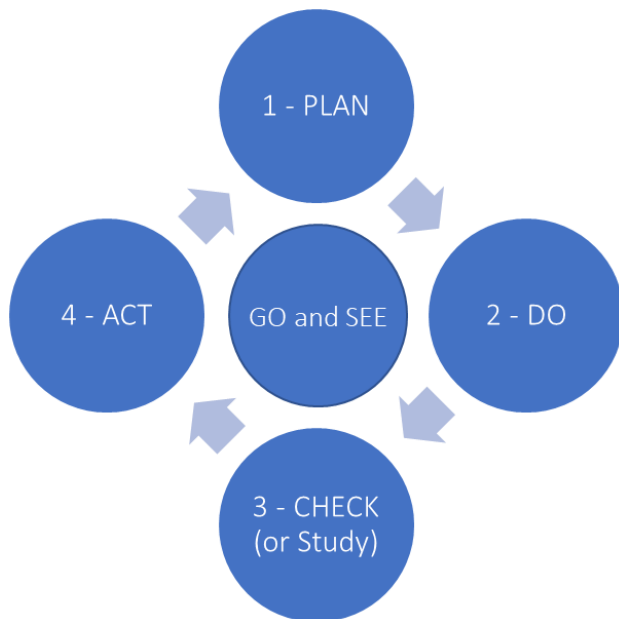 1 - PLAN
4 - ACT
GO and SEE
2 - DO
3 - CHECK
(or Study)